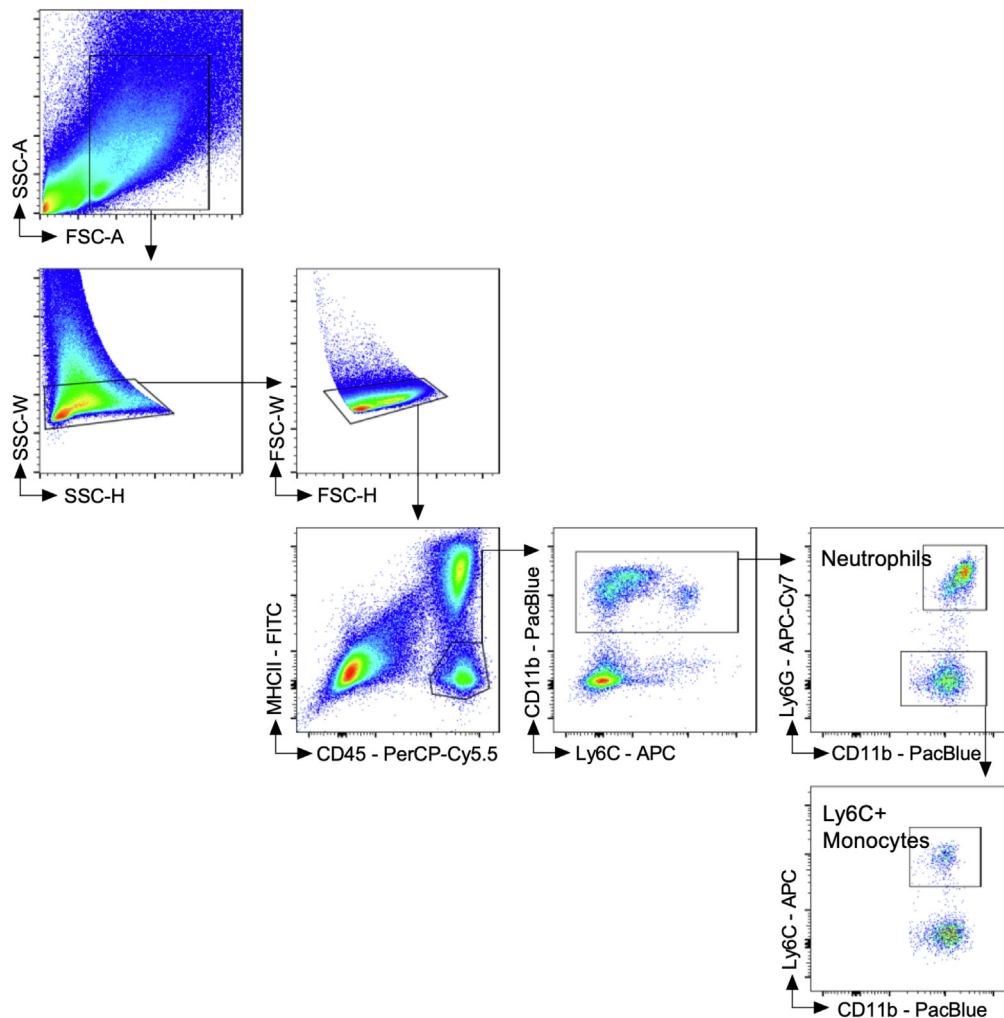 SSC-A
FSC-A
SSC-W
SSC-H
FSC-W
FSC-H
MHCII - FITC
CD45 - PerCP-Cy5.5
CD11b - PacBlue
Ly6C - APC
Neutrophils
Ly6G - APC-Cy7
CD11b - PacBlue
Ly6C+
Monocytes
Ly6C - APC
CD11b - PacBlue